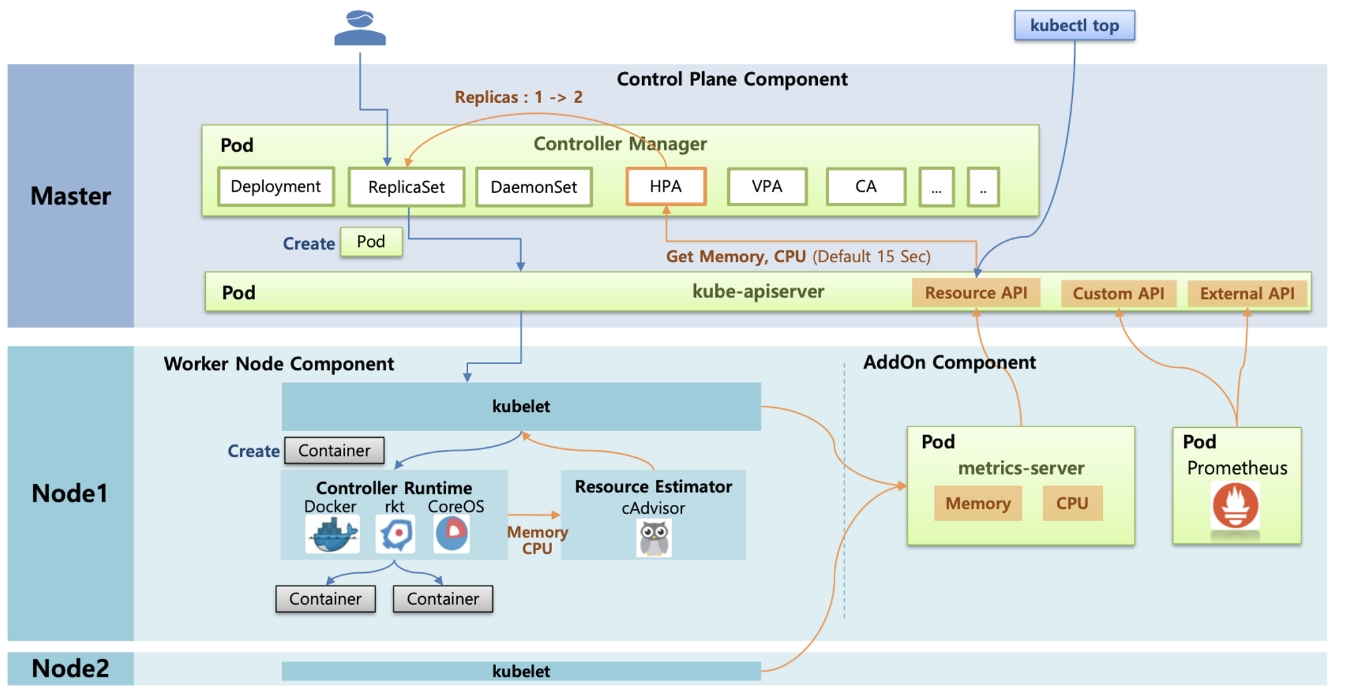 kubectl top
Control Plane Component
Replicas : 1 -> 2
Master
Pod
Controller Manager
Deployment
ReplicaSet
DaemonSet
HPA
VPA
CA
...
..
Create
Pod
Get Memory, CPU (Default 15 Sec)
Pod
kube-apiserver
Resource API
Custom API
External API
Node1
Worker Node Component
AddOn Component
kubelet
Create
Container
Controller Runtime
Docker
rkt
CoreOS
Memory
CPU
Resource Estimator
cAdvisor
Container
Container
Pod
metrics-server
Memory
CPU
Pod
Prometheus
Node2
kubelet